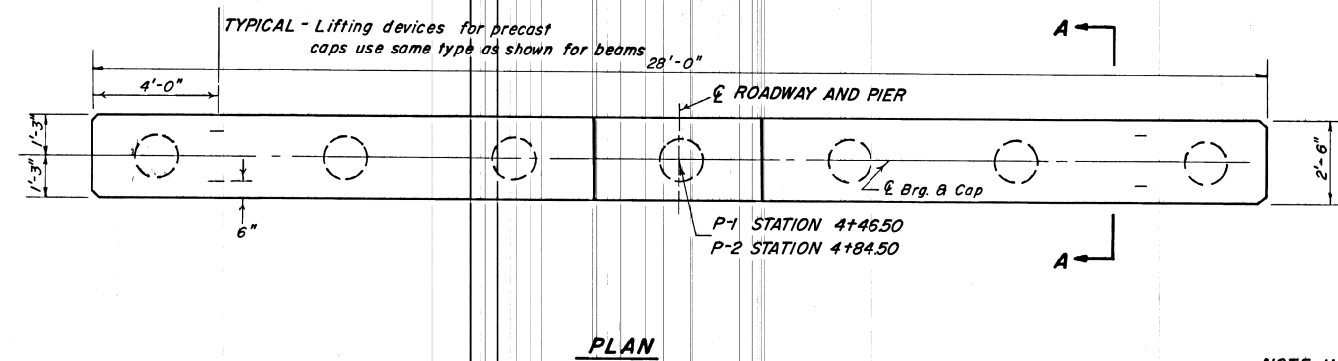 TYPICAL - Lifting devices for precast
caps use same type as shown for beams
28'-0"
A
4'-0"
℄ ROADWAY AND PIER
1'-3"
1'-3"
2'-6"
℄ Brg. & Cap
6"
P-1 STATION 4+46.50
P-2 STATION 4+84.50
A
PLAN